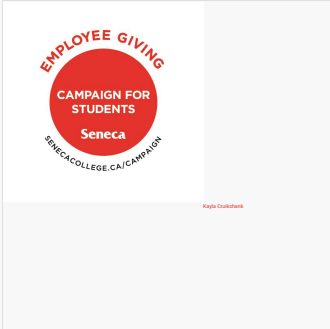 EMPLOYEE GIVING
CAMPAIGN FOR
STUDENTS
Seneca
SENECACOLLEGE.CA/CAMPAIGN
Kayla Cruikshank